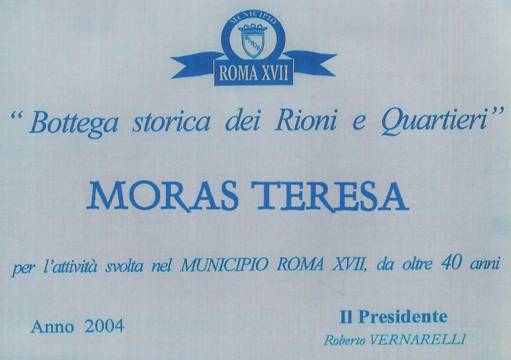 MUNICIPIO
ROMA XVII
“Bottega storica dei Rioni e Quartieri”
MORAS TERESA
per l'attività svolta nel MUNICIPIO ROMA XVII, da oltre 40 anni
Anno 2004
Il Presidente
Roberto VERNARELLI